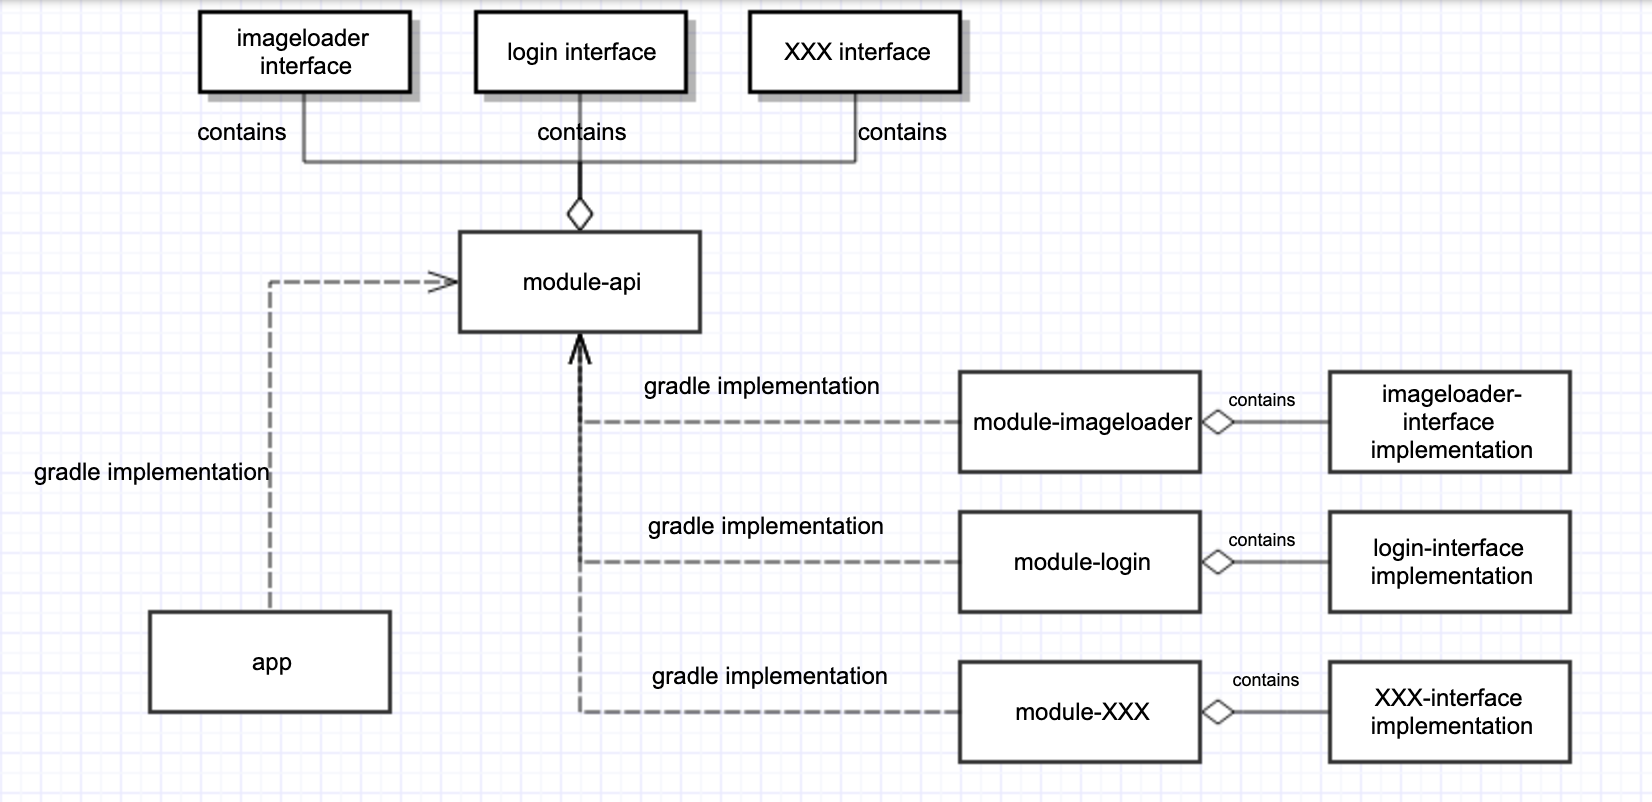 imageloader
interface
login interface
XXX interface
contains
contains
contains
module-api
gradle implementation
module-imageloader
contains
imageloader-
interface
implementation
gradle implementation
gradle implementation
module-login
contains
login-interface
implementation
app
gradle implementation
module-XXX
contains
XXX-interface
implementation